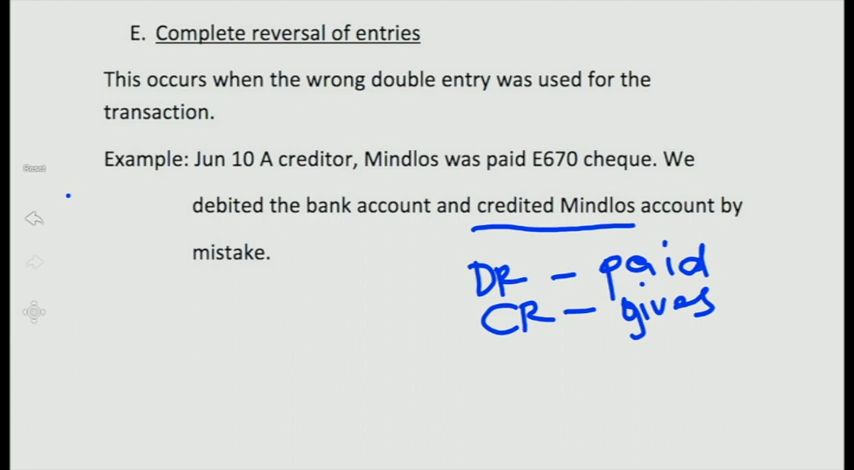 E. Complete reversal of entries
This occurs when the wrong double entry was used for the
transaction.
Example: Jun 10 A creditor, Mindlos was paid E670 cheque. We
Reset
debited the bank account and credited Mindlos account by
mistake.
DR - paid
CR - gives